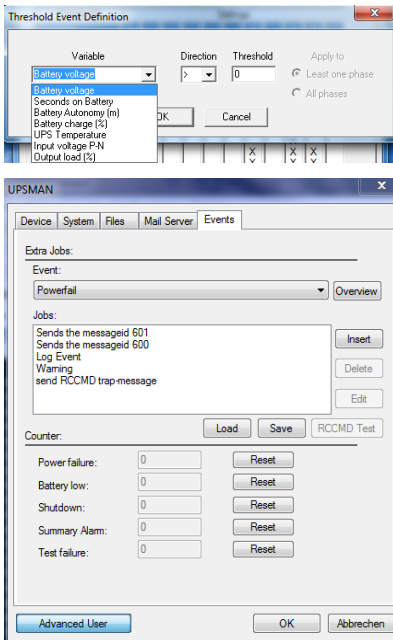 Threshold Event Definition
Variable Direction Threshold Apply to
Battery voltage > 0 Least one phase
Battery voltage
All phases
Seconds on Battery
Battery Autonomy (m)
Battery charge (%)
OK Cancel
UPS Temperature
Input voltage P-N
Output load (%)
UPSMAN
Device System Files Mail Server Events
Extra Jobs:
Event:
Powerfail Overview
Jobs:
Sends the messageid 601
Sends the messageid 600
Log Event
Warning
send RCCMD trap-message
Insert
Delete
Edit
Load Save RCCMD Test
Counter:
Power failure: 0 Reset
Battery low: 0 Reset
Shutdown: 0 Reset
Summary Alarm: 0 Reset
Test failure: 0 Reset
Advanced User OK Abbrechen